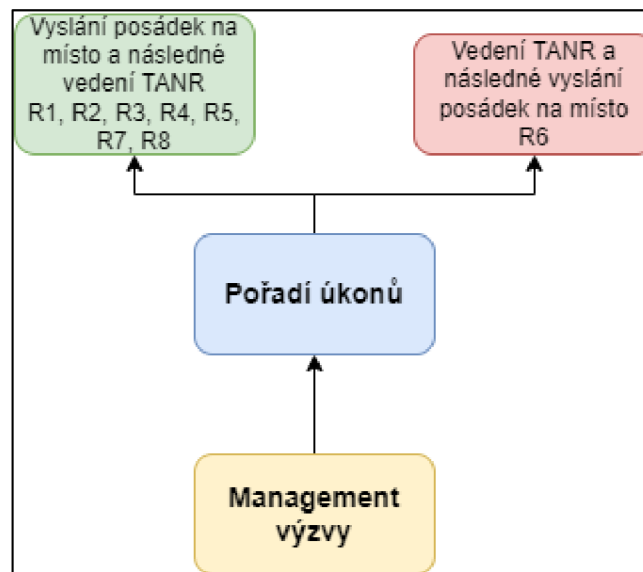 Vyslání posádek na
místo a následné
vedení TANR
R1, R2, R3, R4, R5,
R7, R8
Vedení TANR a
následné vyslání
posádek na místo
R6
Pořadí úkonů
Management
výzvy